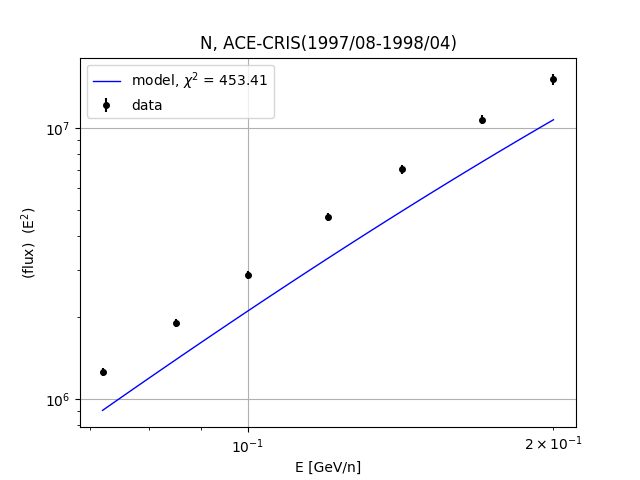 N, ACE-CRIS(1997/08-1998/04)
model, χ² = 453.41
data
10⁷
10⁶
(flux) (E²)
10⁻¹
2 × 10⁻¹
E [GeV/n]